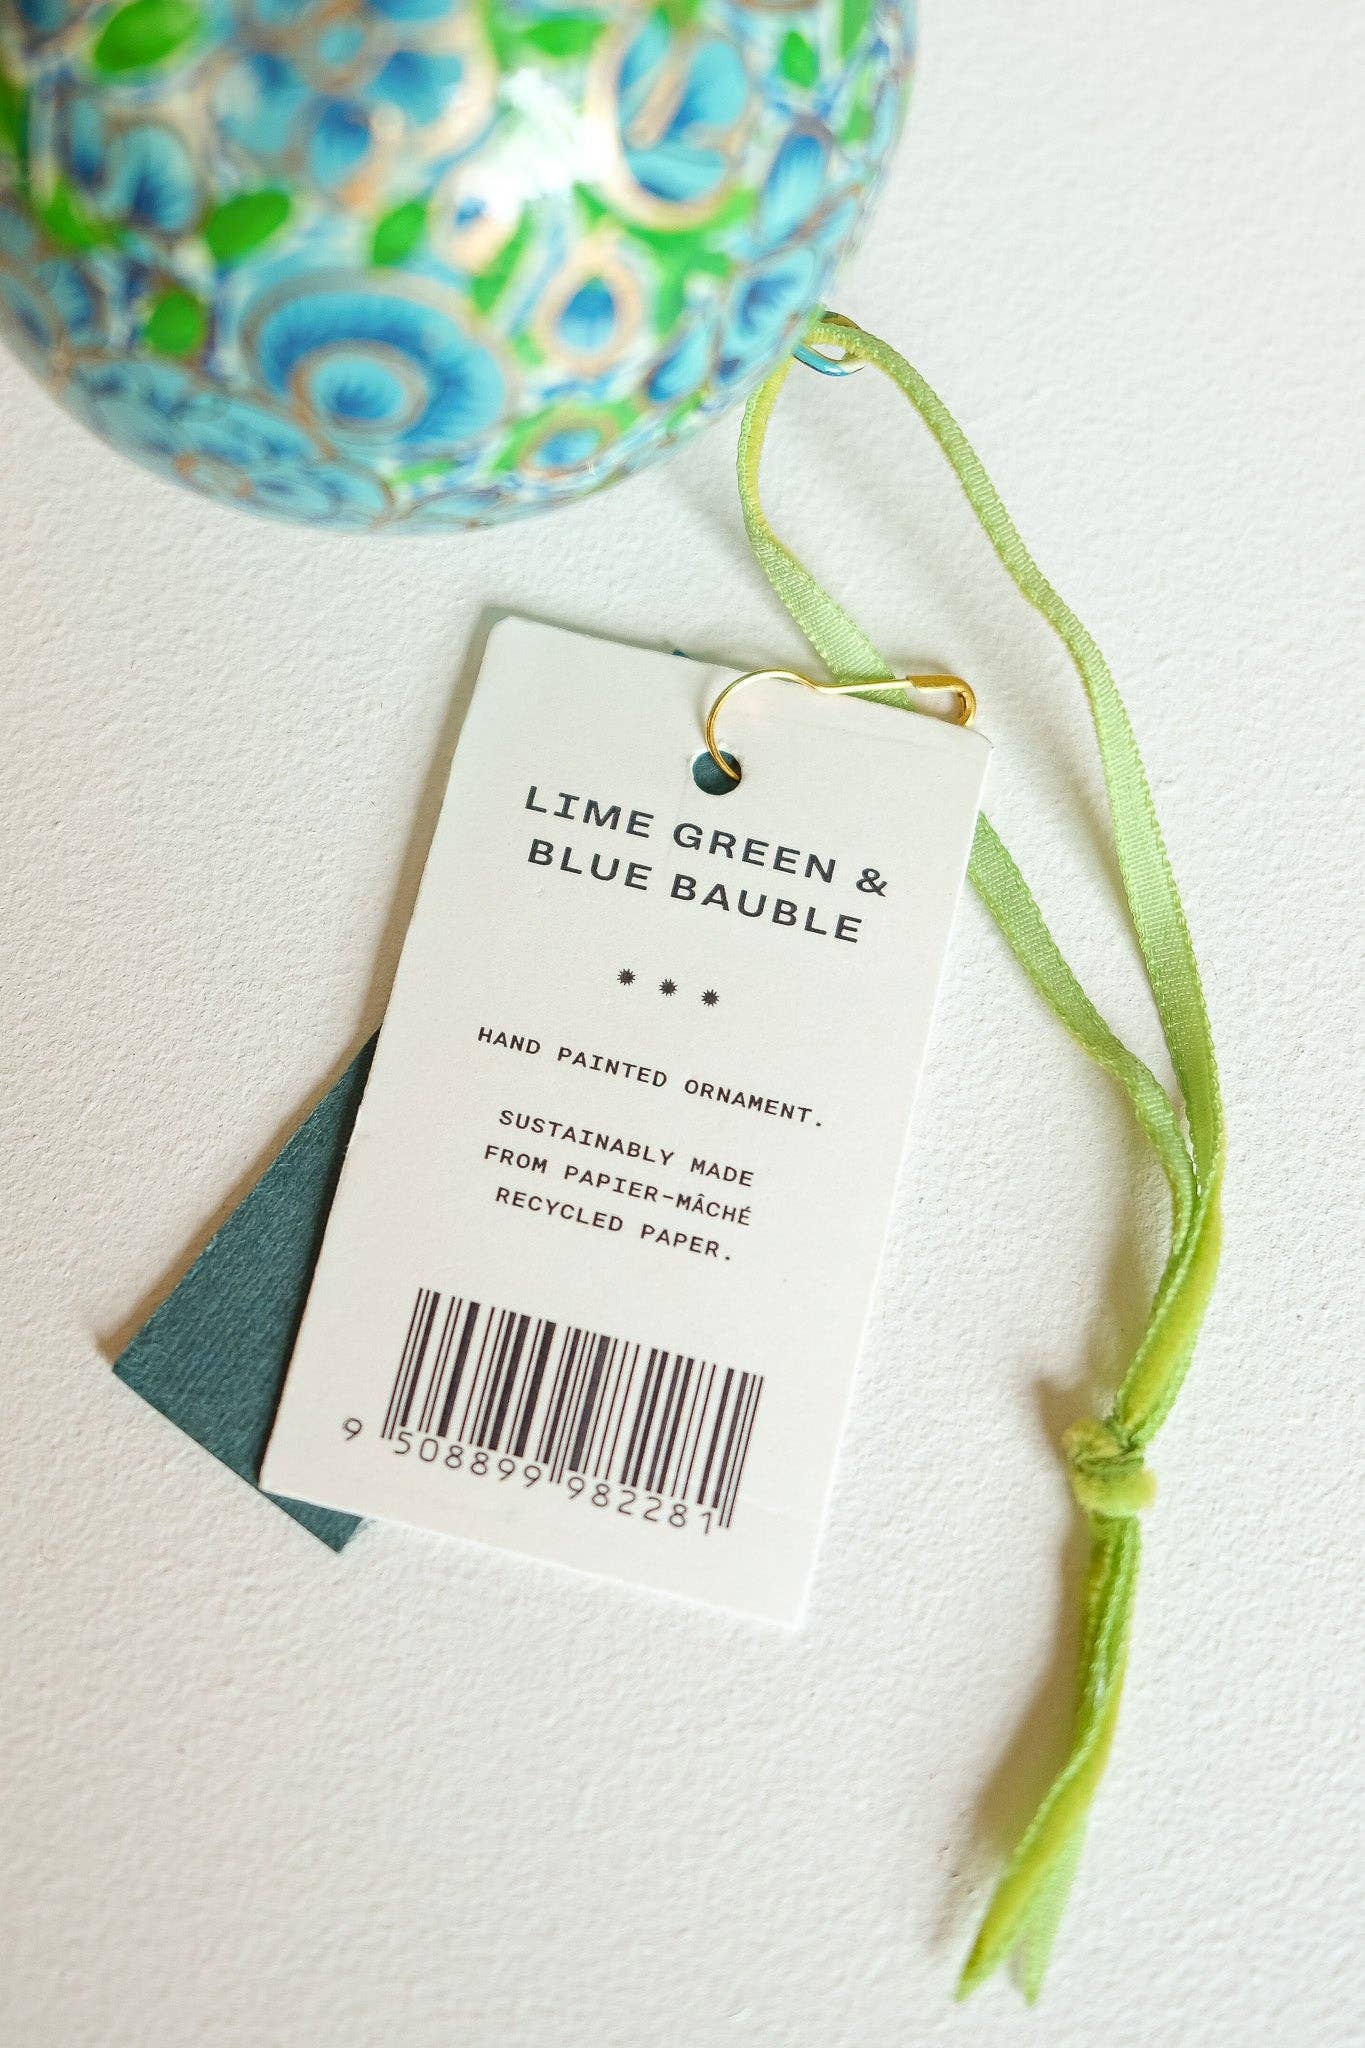 LIME GREEN &
BLUE BAUBLE
HAND PAINTED ORNAMENT.
SUSTAINABLY MADE
FROM PAPIER-MÂCHÉ
RECYCLED PAPER.
9 508899 982281